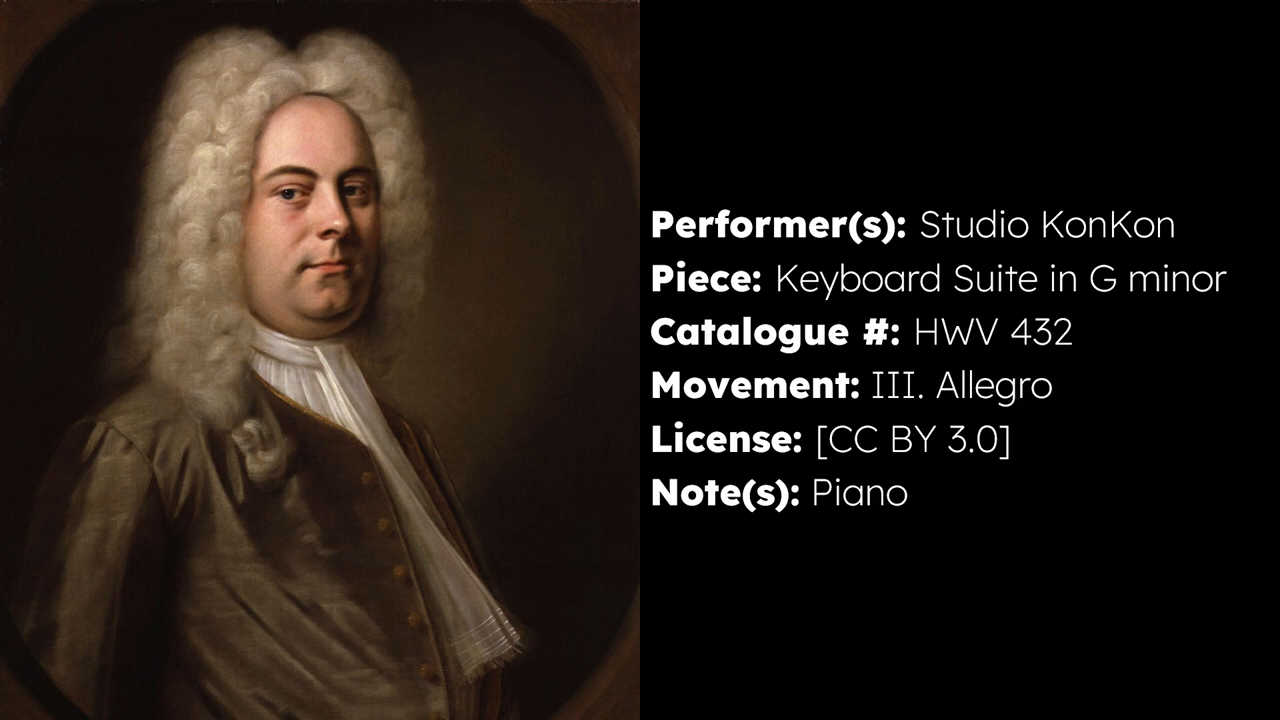 Performer(s): Studio KonKon
Piece: Keyboard Suite in G minor
Catalogue #: HWV 432
Movement: III. Allegro
License: [CC BY 3.0]
Note(s): Piano